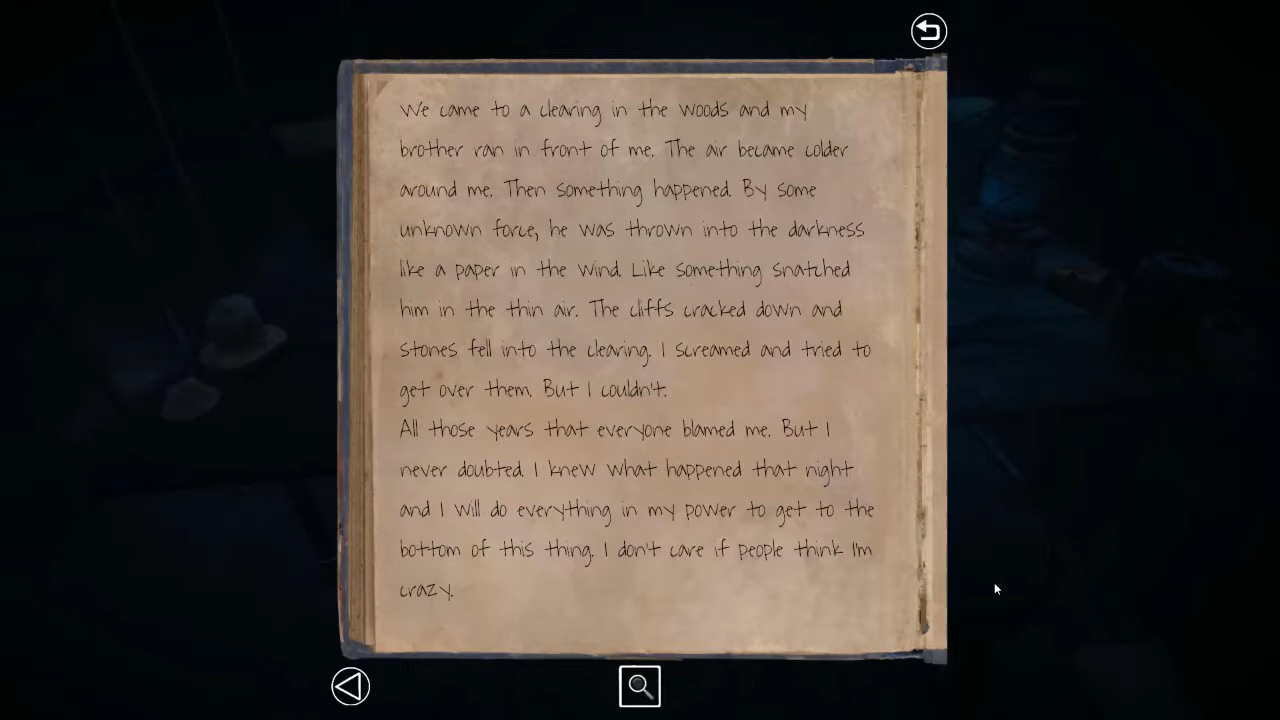 We came to a clearing in the woods and my
brother ran in front of me. The air became colder
around me. Then something happened. By some
unknown force, he was thrown into the darkness
like a paper in the wind. Like something snatched
him in the thin air. The cliffs cracked down and
stones fell into the clearing. I screamed and tried to
get over them. But I couldn't.
All those years that everyone blamed me. But I
never doubted. I knew what happened that night
and I will do everything in my power to get to the
bottom of this thing. I don't care if people think I'm
crazy.